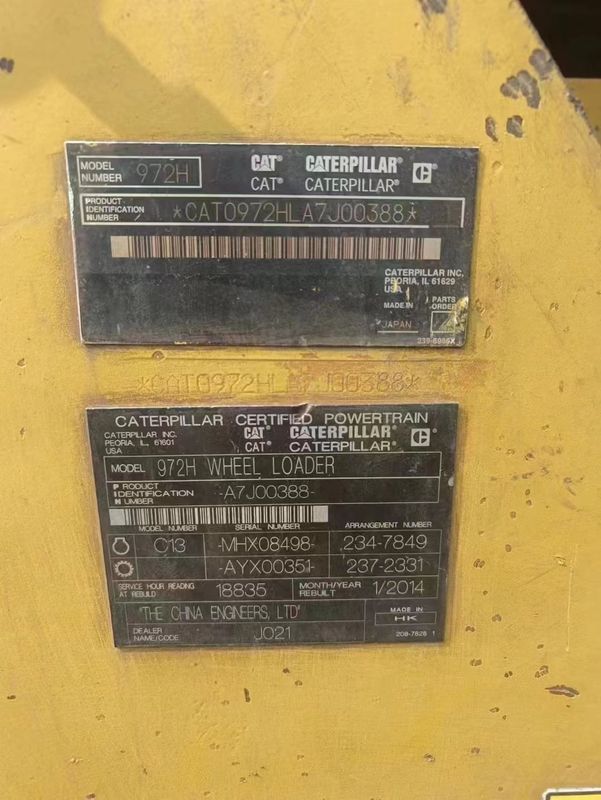 MODEL NUMBER 972H CAT® CATERPILLAR® C
CAT® CATERPILLAR®
PRODUCT IDENTIFICATION NUMBER *CAT0972HLA7J00388*
CATERPILLAR INC.
PEORIA, IL 61629
USA
MADE IN PARTS ORDER
JAPAN
*CAT0972HLA7J00388*
CATERPILLAR CERTIFIED POWERTRAIN
CATERPILLAR INC. CAT® CATERPILLAR® C
PEORIA, IL, 61601 CAT® CATERPILLAR®
USA
MODEL 972H WHEEL LOADER
PRODUCT IDENTIFICATION NUMBER -A7J00388-
MODEL NUMBER SERIAL NUMBER ARRANGEMENT NUMBER
C13 -MHX08498- 234-7849
-AYX00351- 237-2331
SERVICE HOUR READING AT REBUILD 18835 MONTH/YEAR REBUILT 1/2014
"THE CHINA ENGINEERS, LTD" MADE IN
HK
DEALER NAME/CODE J021 208-7828 1